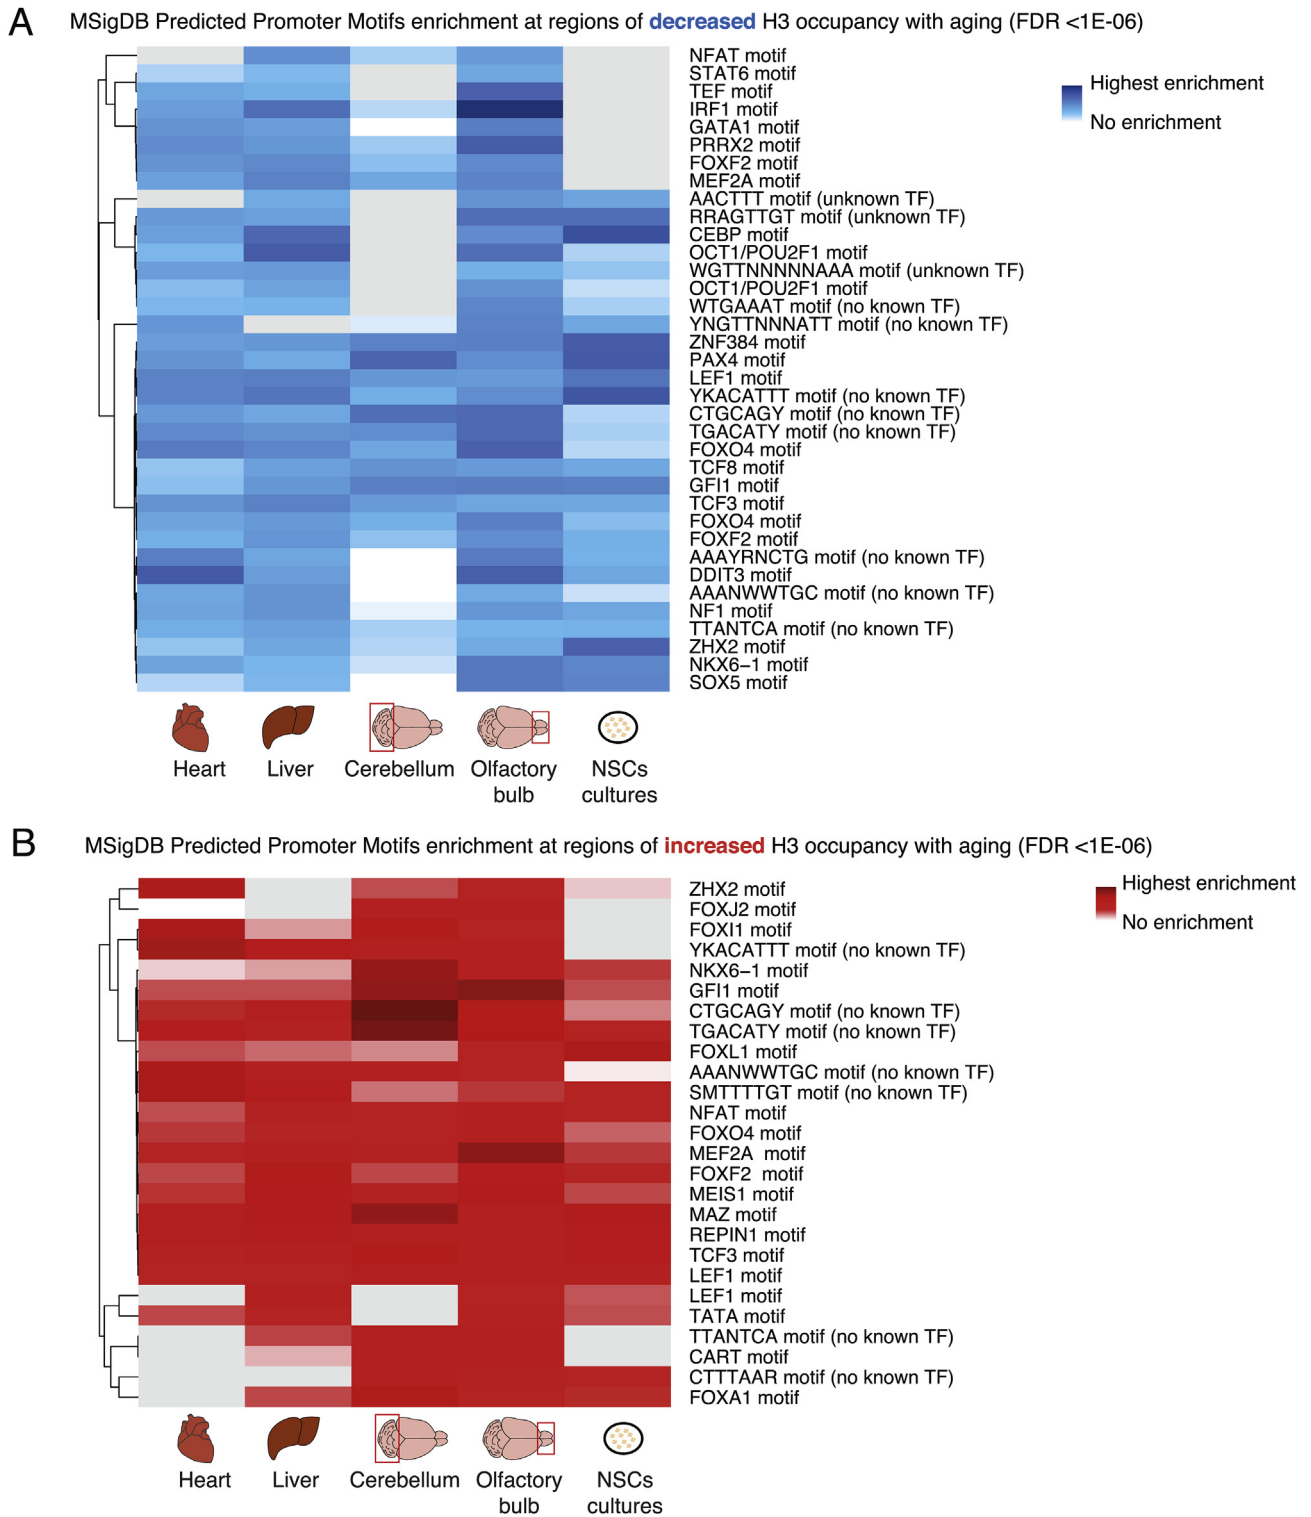 A
MSigDB Predicted Promoter Motifs enrichment at regions of decreased H3 occupancy with aging (FDR <1E-06)
Highest enrichment
No enrichment
NFAT motif
STAT6 motif
TEF motif
IRF1 motif
GATA1 motif
PRRX2 motif
FOXF2 motif
MEF2A motif
AACTTT motif (unknown TF)
RRAGTTGT motif (unknown TF)
CEBP motif
OCT1/POU2F1 motif
WGTTNNNNNAAA motif (unknown TF)
OCT1/POU2F1 motif
WTGAAAT motif (no known TF)
YNGTTNNNATT motif (no known TF)
ZNF384 motif
PAX4 motif
LEF1 motif
YKACATTT motif (no known TF)
CTGCAGY motif (no known TF)
TGACATY motif (no known TF)
FOXO4 motif
TCF8 motif
GFI1 motif
TCF3 motif
FOXO4 motif
FOXF2 motif
AAAYRNCTG motif (no known TF)
DDIT3 motif
AAANWWTGC motif (no known TF)
NF1 motif
TTANTCA motif (no known TF)
ZHX2 motif
NKX6−1 motif
SOX5 motif
Heart
Liver
Cerebellum
Olfactory bulb
NSCs cultures
B
MSigDB Predicted Promoter Motifs enrichment at regions of increased H3 occupancy with aging (FDR <1E-06)
Highest enrichment
No enrichment
ZHX2 motif
FOXJ2 motif
FOXI1 motif
YKACATTT motif (no known TF)
NKX6−1 motif
GFI1 motif
CTGCAGY motif (no known TF)
TGACATY motif (no known TF)
FOXL1 motif
AAANWWTGC motif (no known TF)
SMTTTTGT motif (no known TF)
NFAT motif
FOXO4 motif
MEF2A motif
FOXF2 motif
MEIS1 motif
MAZ motif
REPIN1 motif
TCF3 motif
LEF1 motif
LEF1 motif
TATA motif
TTANTCA motif (no known TF)
CART motif
CTTTAAR motif (no known TF)
FOXA1 motif
Heart
Liver
Cerebellum
Olfactory bulb
NSCs cultures